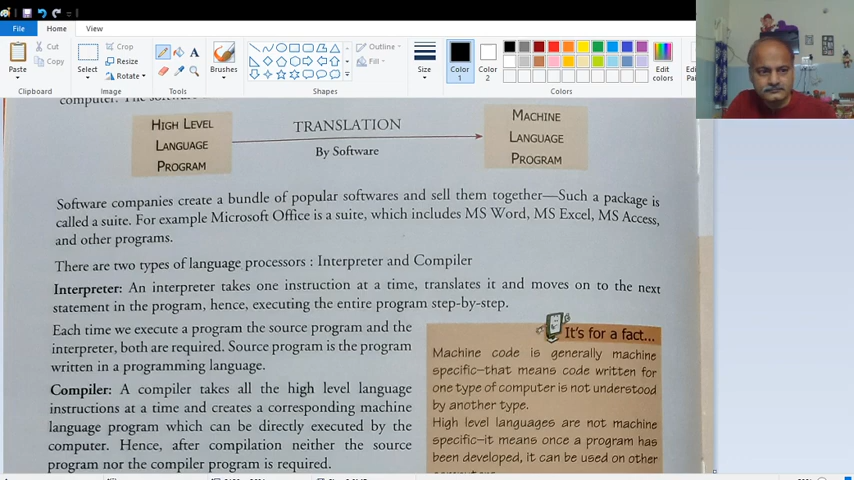 File
Home
View
Cut
Copy
Paste
Clipboard
Crop
Resize
Rotate
Select
Image
A
Tools
Brushes
Outline
Fill
Shapes
Size
Color
1
Color
2
Colors
Edit
colors
Edit
Pain
HIGH LEVEL
LANGUAGE
PROGRAM
TRANSLATION
By Software
MACHINE
LANGUAGE
PROGRAM
Software companies create a bundle of popular softwares and sell them together—Such a package is
called a suite. For example Microsoft Office is a suite, which includes MS Word, MS Excel, MS Access,
and other programs.
There are two types of language processors : Interpreter and Compiler
Interpreter: An interpreter takes one instruction at a time, translates it and moves on to the next
statement in the program, hence, executing the entire program step-by-step.
Each time we execute a program the source program and the
interpreter, both are required. Source program is the program
written in a programming language.
Compiler: A compiler takes all the high level language
instructions at a time and creates a corresponding machine
language program which can be directly executed by the
computer. Hence, after compilation neither the source
program nor the compiler program is required.
It's for a fact...
Machine code is generally machine
specific—that means code written for
one type of computer is not understood
by another type.
High level languages are not machine
specific—it means once a program has
been developed, it can be used on other